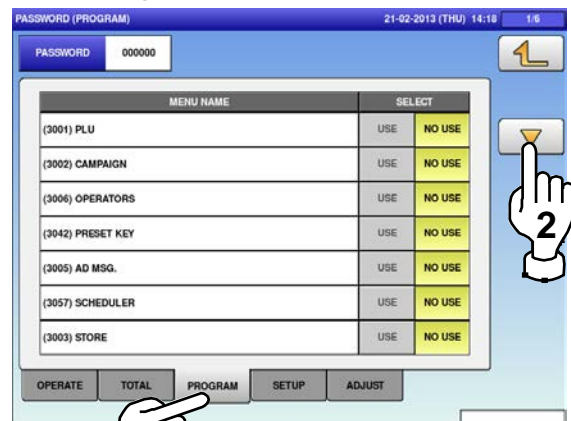 PASSWORD (PROGRAM) 21-02-2013 (THU) 14:18 1/6
PASSWORD 000000
MENU NAME SELECT
(3001) PLU USE NO USE
(3002) CAMPAIGN USE NO USE
(3006) OPERATORS USE NO USE
(3042) PRESET KEY USE NO USE
(3005) AD MSG. USE NO USE
(3057) SCHEDULER USE NO USE
(3003) STORE USE NO USE
2
OPERATE TOTAL PROGRAM SETUP ADJUST